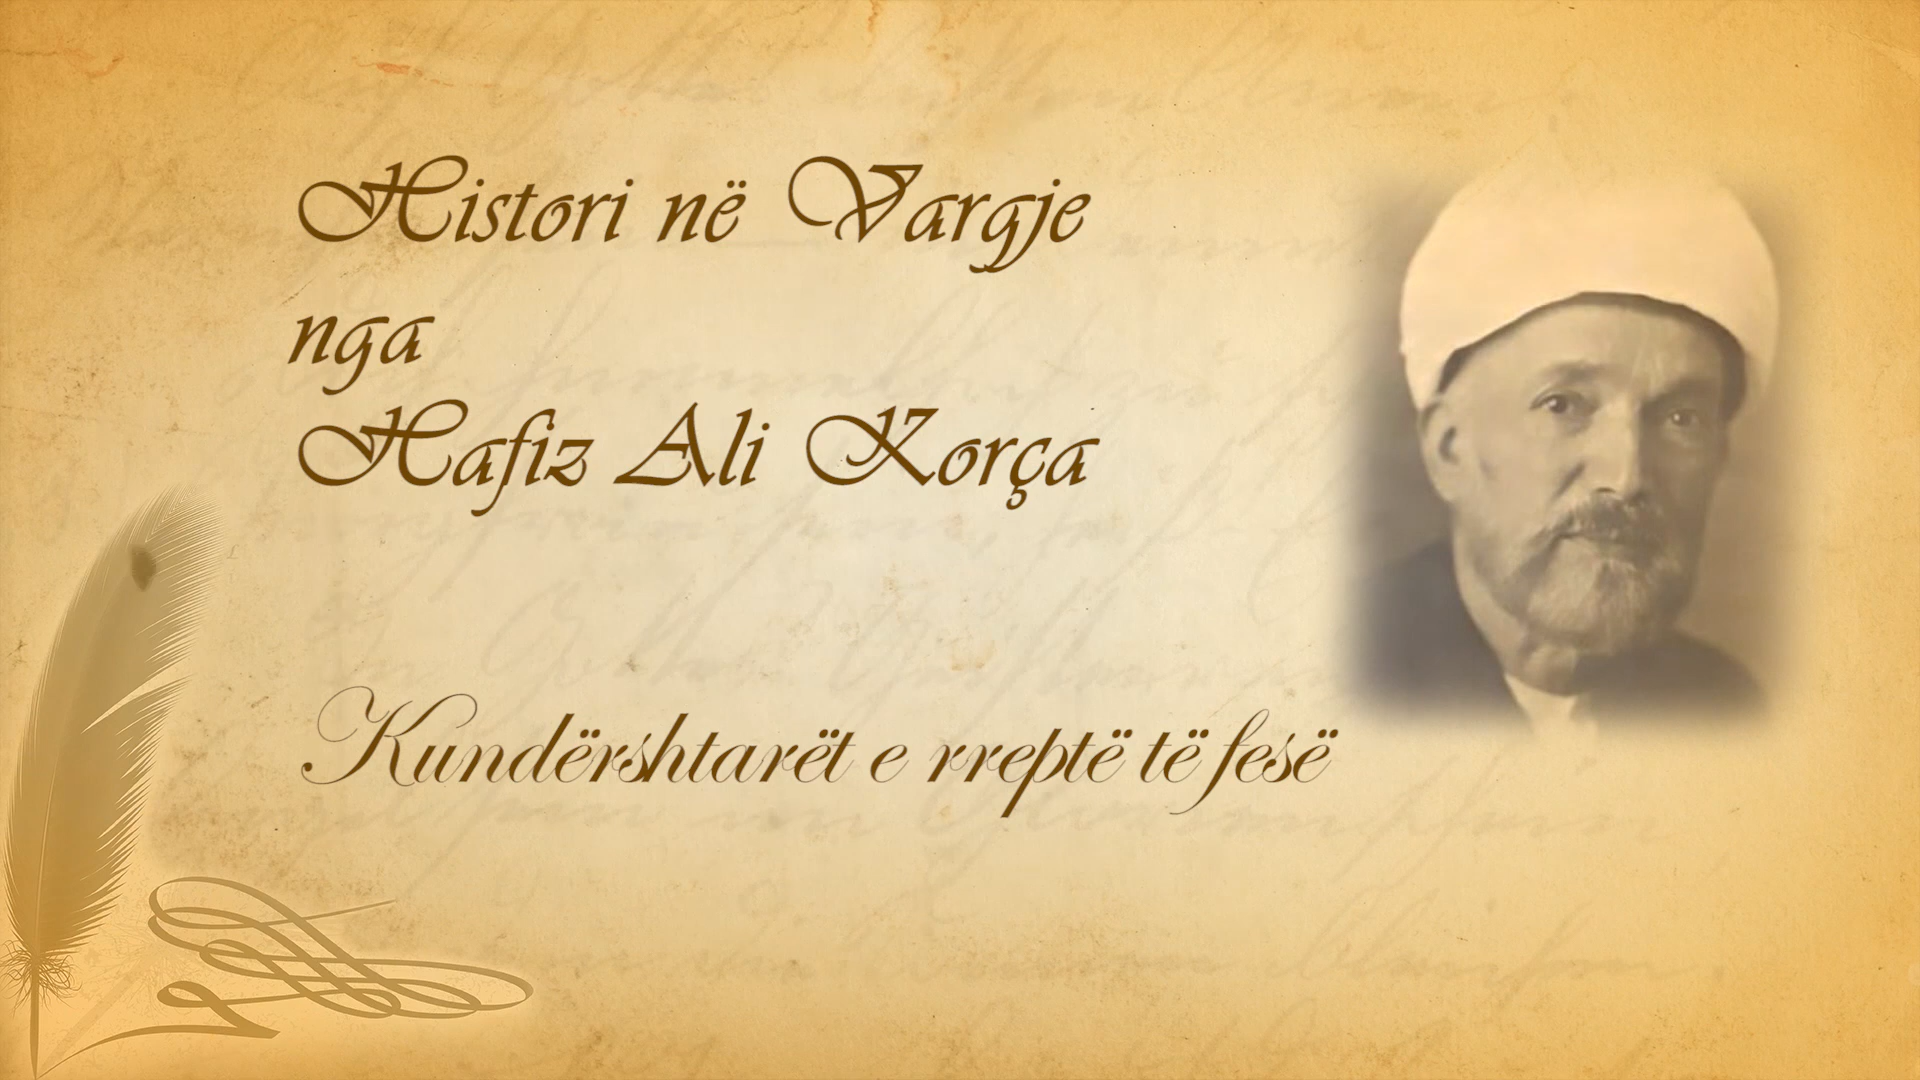 Histori në Vargje
nga
Hafiz Ali Korça
Kundërshtarët e rreptë të fesë